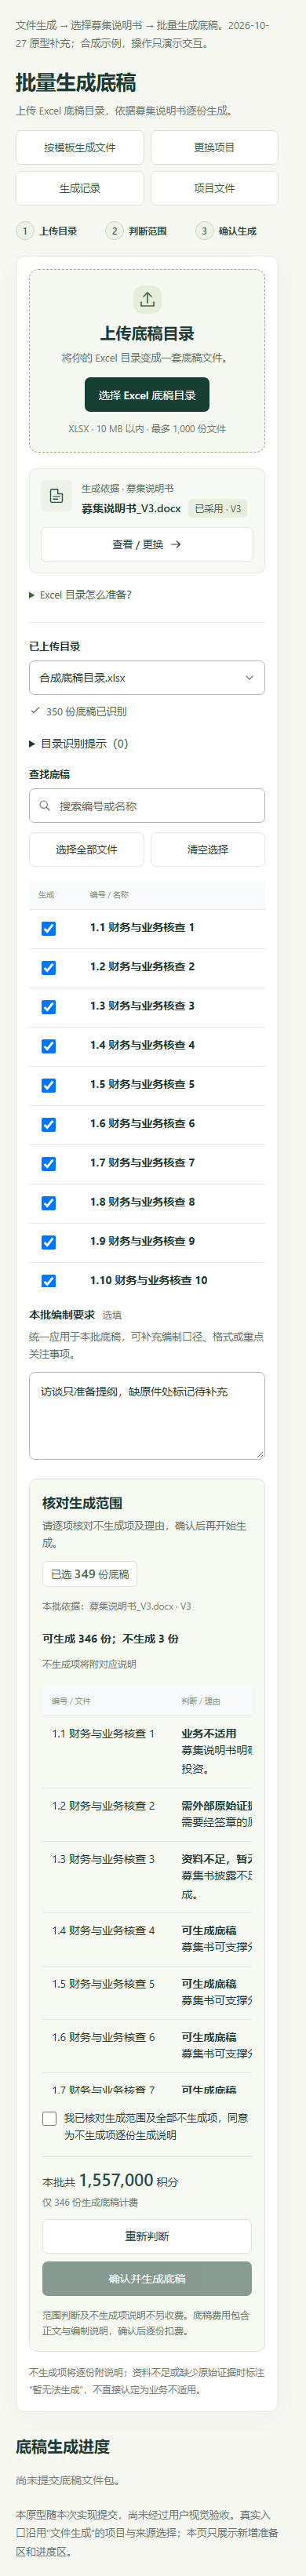 文件生成 → 选择募集说明书 → 批量生成底稿。2026-10-
27 原型补充；合成示例，操作只演示交互。
批量生成底稿
上传 Excel 底稿目录，依据募集说明书逐份生成。
按模板生成文件
更换项目
生成记录
项目文件
1 上传目录
2 判断范围
3 确认生成
上传底稿目录
将你的 Excel 目录变成一套底稿文件。
选择 Excel 底稿目录
XLSX · 10 MB 以内 · 最多 1,000 份文件
生成依据 · 募集说明书
募集说明书_V3.docx 已采用 · V3
查看 / 更换 →
Excel 目录怎么准备？
已上传目录
合成底稿目录.xlsx
350 份底稿已识别
目录识别提示（0）
查找底稿
搜索编号或名称
选择全部文件
清空选择
生成 编号 / 名称
1.1 财务与业务核查 1
1.2 财务与业务核查 2
1.3 财务与业务核查 3
1.4 财务与业务核查 4
1.5 财务与业务核查 5
1.6 财务与业务核查 6
1.7 财务与业务核查 7
1.8 财务与业务核查 8
1.9 财务与业务核查 9
1.10 财务与业务核查 10
本批编制要求 选填
统一应用于本批底稿，可补充编制口径、格式或重点
关注事项。
访谈只准备提纲，缺原件处标记待补充
核对生成范围
请逐项核对不生成项及理由，确认后再开始生
成。
已选 349 份底稿
本批依据：募集说明书_V3.docx · V3
可生成 346 份；不生成 3 份
不生成项将附对应说明
编号 / 文件 判断 / 理由
1.1 财务与业务核查 1 业务不适用
募集说明书明
投资。
1.2 财务与业务核查 2 需外部原始证
需要经签章的
1.3 财务与业务核查 3 资料不足，暂
募集书披露不
成。
1.4 财务与业务核查 4 可生成底稿
募集书可支撑
1.5 财务与业务核查 5 可生成底稿
募集书可支撑
1.6 财务与业务核查 6 可生成底稿
募集书可支撑
1.7 财务与业务核查 7 可生成底稿
我已核对生成范围及全部不生成项，同意
为不生成项逐份生成说明
本批共 1,557,000 积分
仅 346 份生成底稿计费
重新判断
确认并生成底稿
范围判断及不生成项说明不另收费。底稿费用包含
正文与编制说明，确认后逐份扣费。
不生成项将逐份附说明；资料不足或缺少原始证据时标注
“暂无法生成”，不直接认定为业务不适用。
底稿生成进度
尚未提交底稿文件包。
本原型随本次实现提交，尚未经过用户视觉验收。真实入
口沿用“文件生成”的项目与来源选择；本页只展示新增准备
区和进度区。